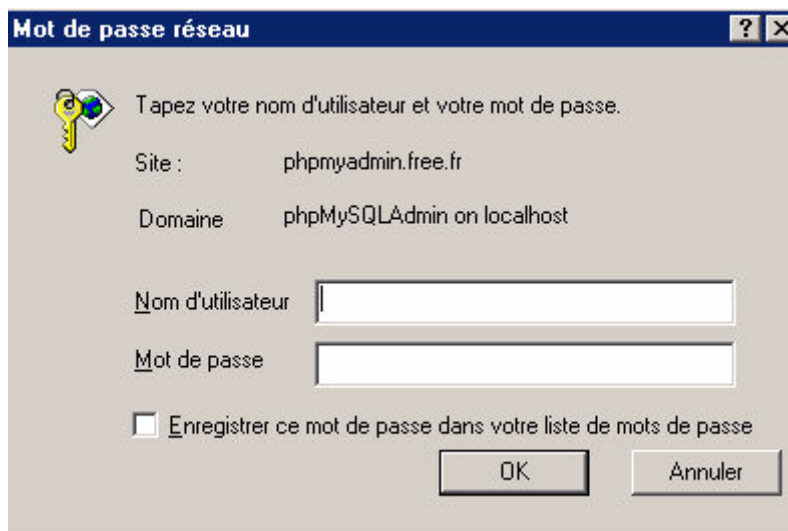 Mot de passe réseau ? X
Tapez votre nom d'utilisateur et votre mot de passe.
Site : phpmyadmin.free.fr
Domaine phpMySQLAdmin on localhost
Nom d'utilisateur
Mot de passe
Enregistrer ce mot de passe dans votre liste de mots de passe
OK Annuler